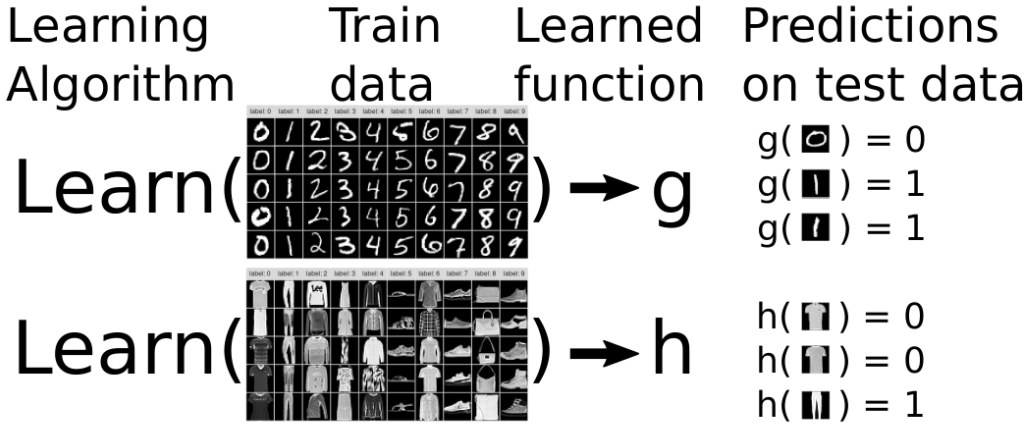 Learning Algorithm
Train data
Learned function
Predictions on test data
label: 0 label: 1 label: 2 label: 3 label: 4 label: 5 label: 6 label: 7 label: 8 label: 9
0 1 2 3 4 5 6 7 8 9
0 1 2 3 4 5 6 7 8 9
0 1 2 3 4 5 6 7 8 9
0 1 2 3 4 5 6 7 8 9
0 1 2 3 4 5 6 7 8 9
Learn( ) → g
g( 0 ) = 0
g( 1 ) = 1
g( 1 ) = 1
label: 0 label: 1 label: 2 label: 3 label: 4 label: 5 label: 6 label: 7 label: 8 label: 9
Lee
Learn( ) → h
h( ) = 0
h( ) = 0
h( ) = 1